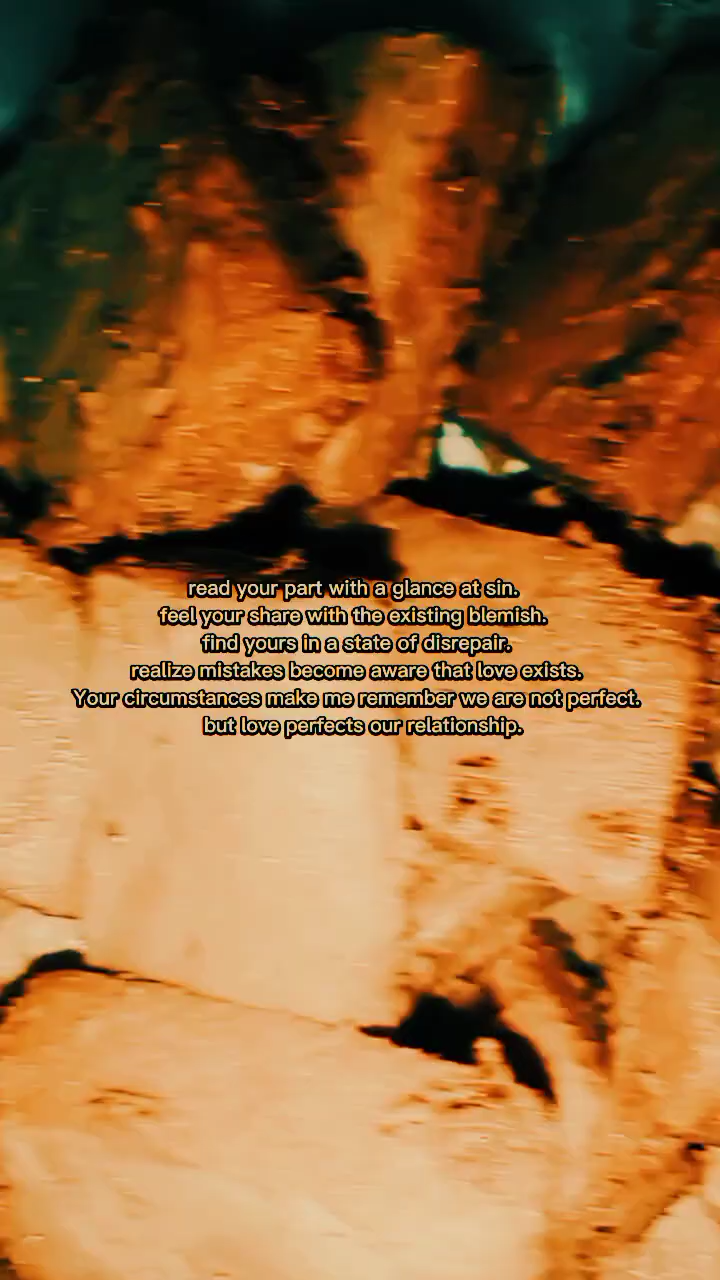 read your part with a glance at sin.
feel your share with the existing blemish.
find yours in a state of disrepair.
realize mistakes become aware that love exists.
Your circumstances make me remember we are not perfect.
but love perfects our relationship.